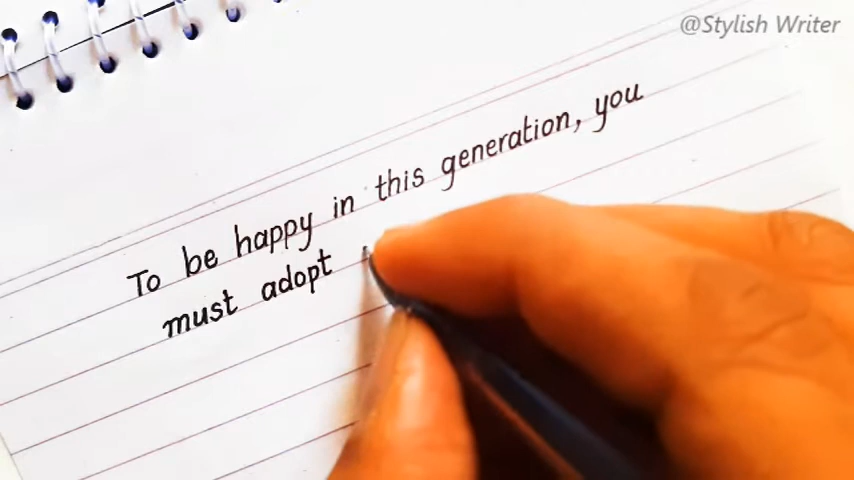 @Stylish Writer
To be happy in this generation, you
must adopt